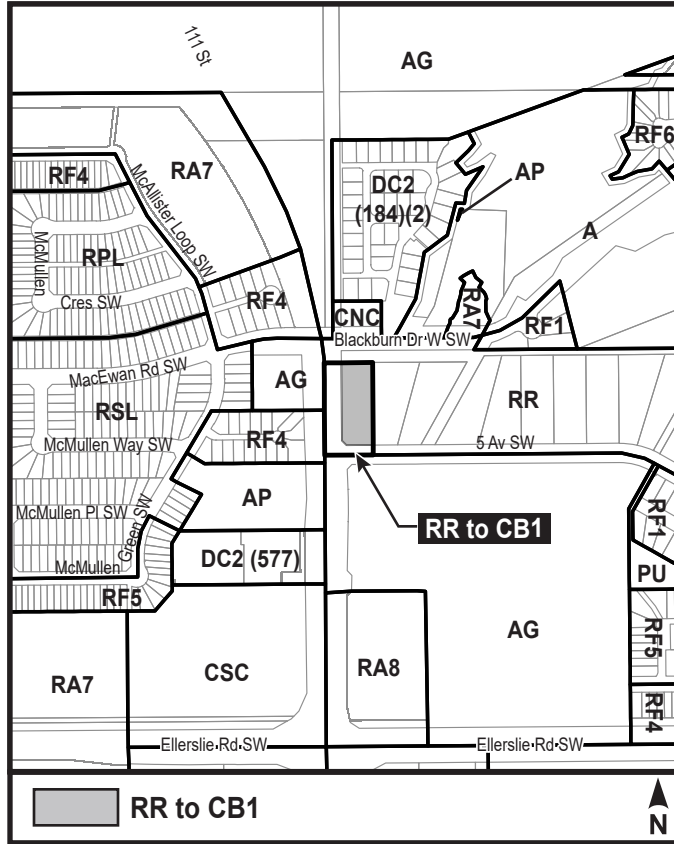 111 St
AG
RF6
RF4
RA7
McAllister Loop SW
DC2
(184)(2)
AP
A
McMullen
RPL
Cres SW
RF4
CNC
RA7
RF1
Blackburn Dr W SW
MacEwan Rd SW
AG
RR
RSL
RF4
McMullen Way SW
5 Av SW
AP
McMullen Pl SW
Green SW
RR to CB1
RF1
DC2 (577)
McMullen
PU
RF5
AG
RF5
CSC
RA8
RA7
RF4
Ellerslie Rd SW
Ellerslie Rd SW
RR to CB1
N